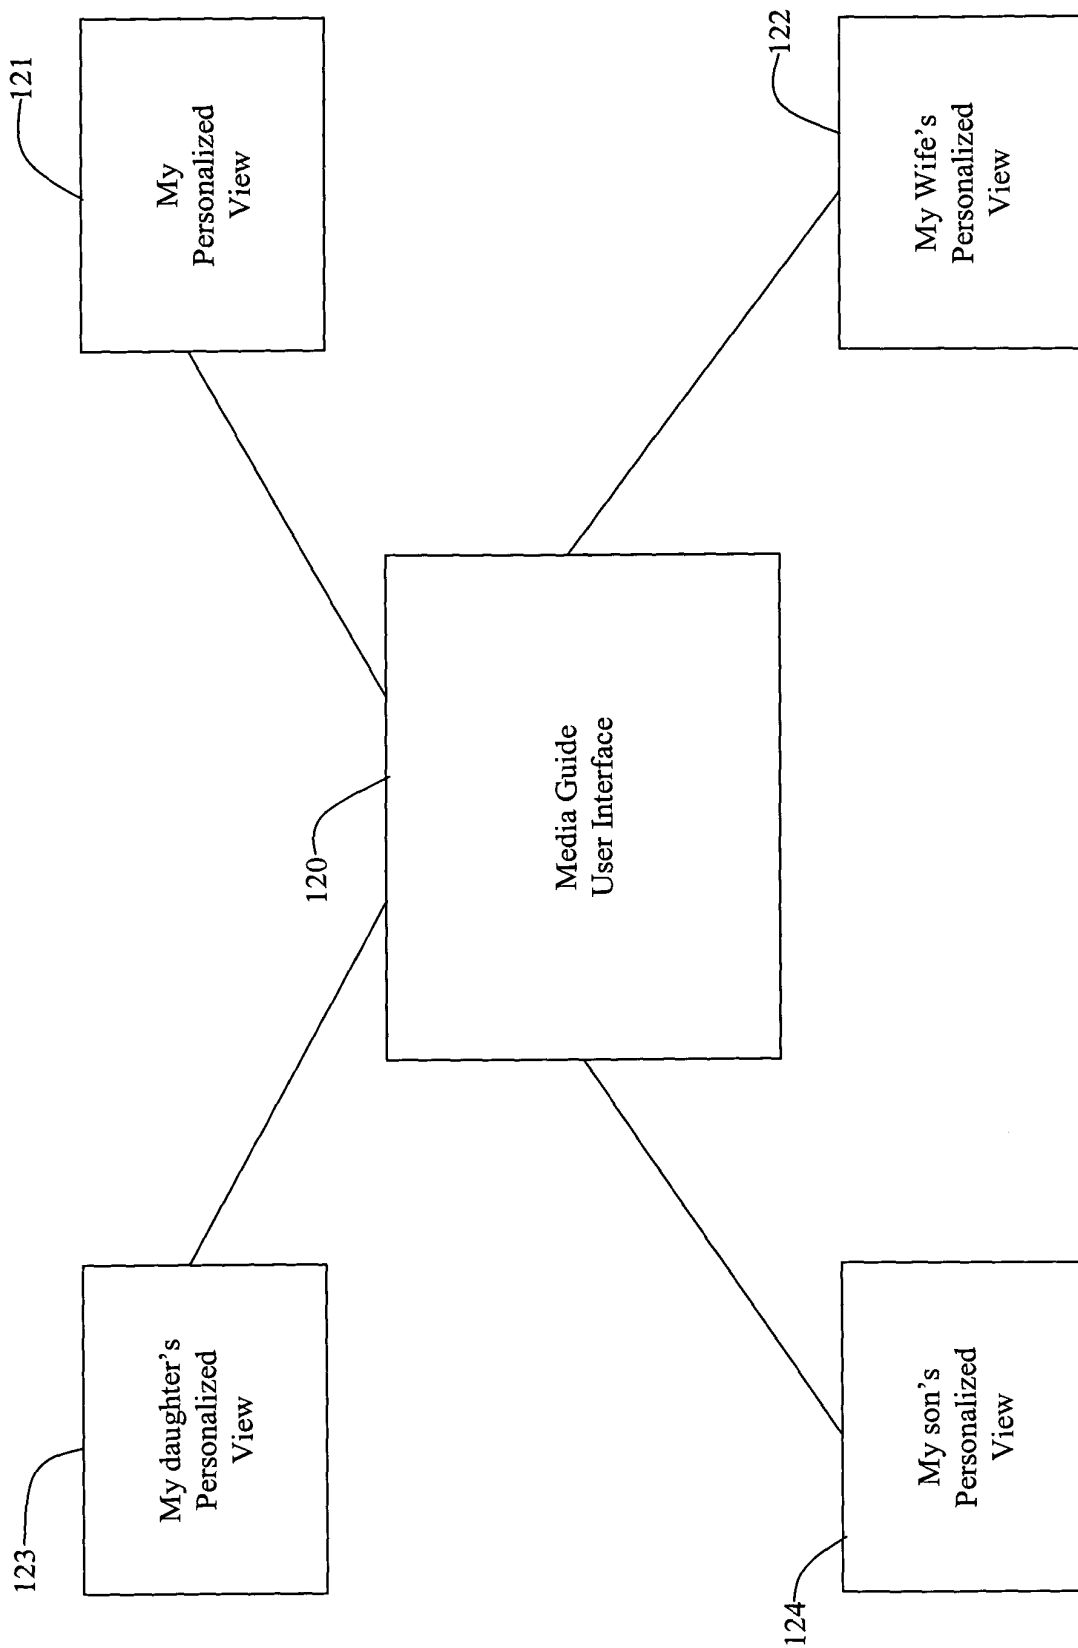 123
My daughter's
Personalized
View
121
My
Personalized
View
120
Media Guide
User Interface
124
My son's
Personalized
View
122
My Wife's
Personalized
View